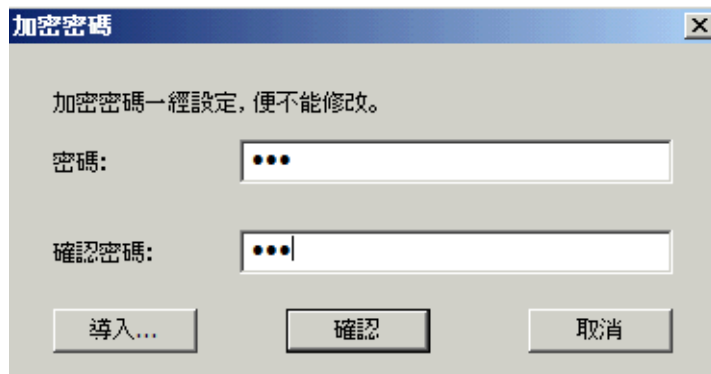 加密密碼
加密密碼一經設定,便不能修改。
密碼: •••
確認密碼: •••
導入... 確認 取消